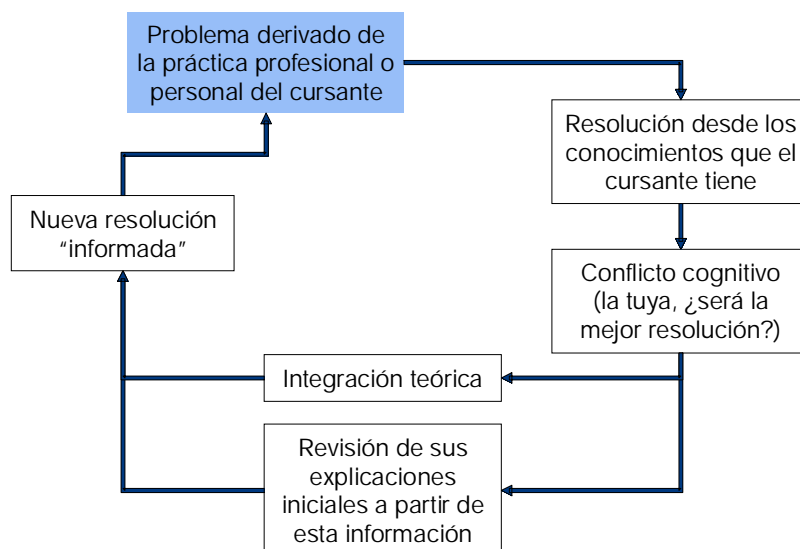 Problema derivado de
la práctica profesional o
personal del cursante
Resolución desde los
conocimientos que el
cursante tiene
Conflicto cognitivo
(la tuya, ¿será la
mejor resolución?)
Integración teórica
Revisión de sus
explicaciones
iniciales a partir de
esta información
Nueva resolución
“informada”